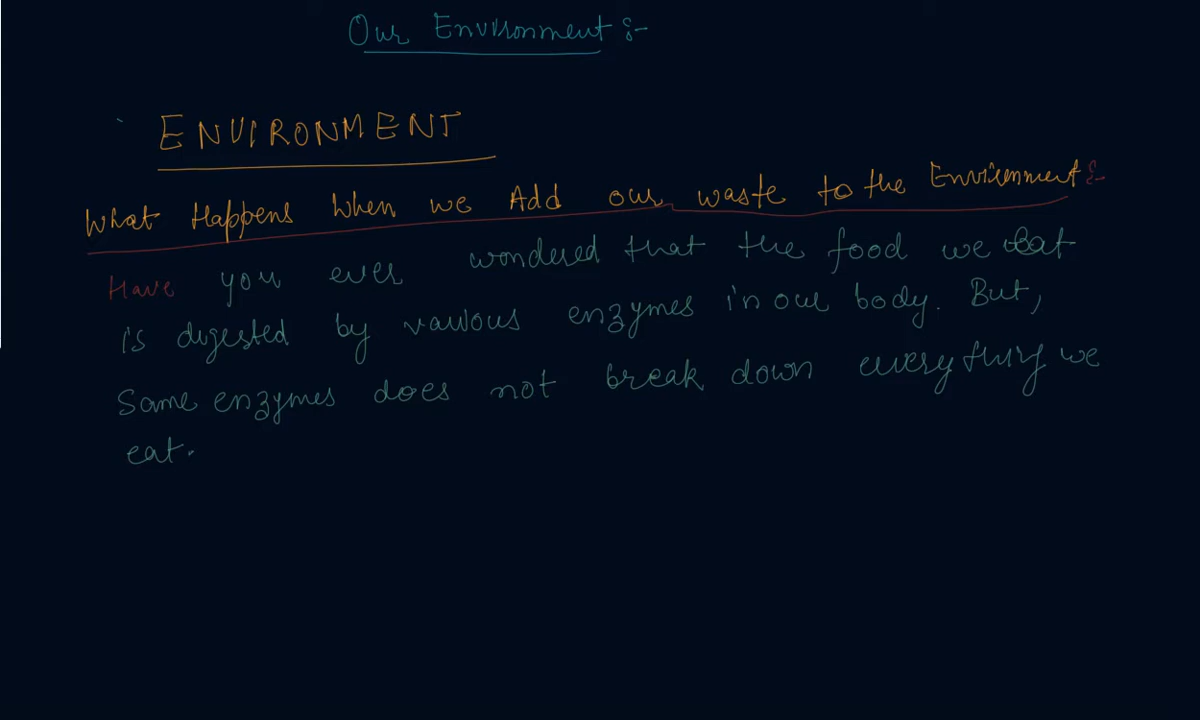 Our Environment :-
ENVIRONMENT
What Happens When we Add our waste to the Environment :-
Have you ever wondered that the food we eat
is digested by various enzymes in our body. But,
Same enzymes does not break down everything we
eat.